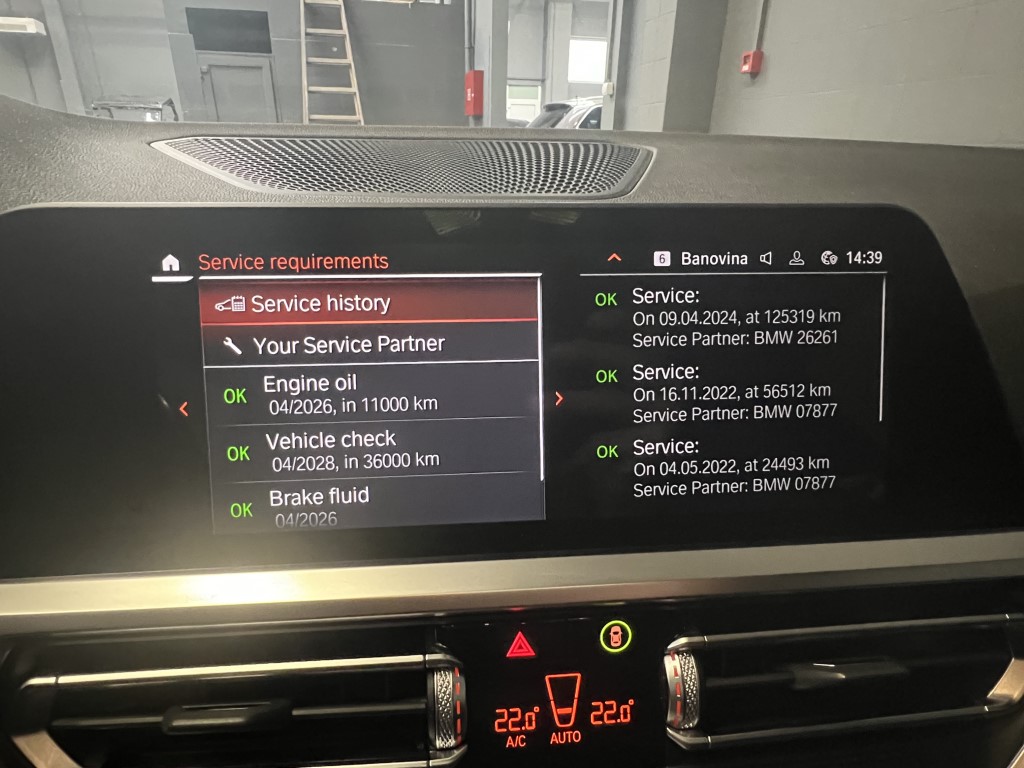 Service requirements
6 Banovina 14:39
Service history
Your Service Partner
OK Engine oil
04/2026, in 11000 km
OK Vehicle check
04/2028, in 36000 km
OK Brake fluid
04/2026
OK Service:
On 09.04.2024, at 125319 km
Service Partner: BMW 26261
OK Service:
On 16.11.2022, at 56512 km
Service Partner: BMW 07877
OK Service:
On 04.05.2022, at 24493 km
Service Partner: BMW 07877
22.0° 22.0°
A/C AUTO